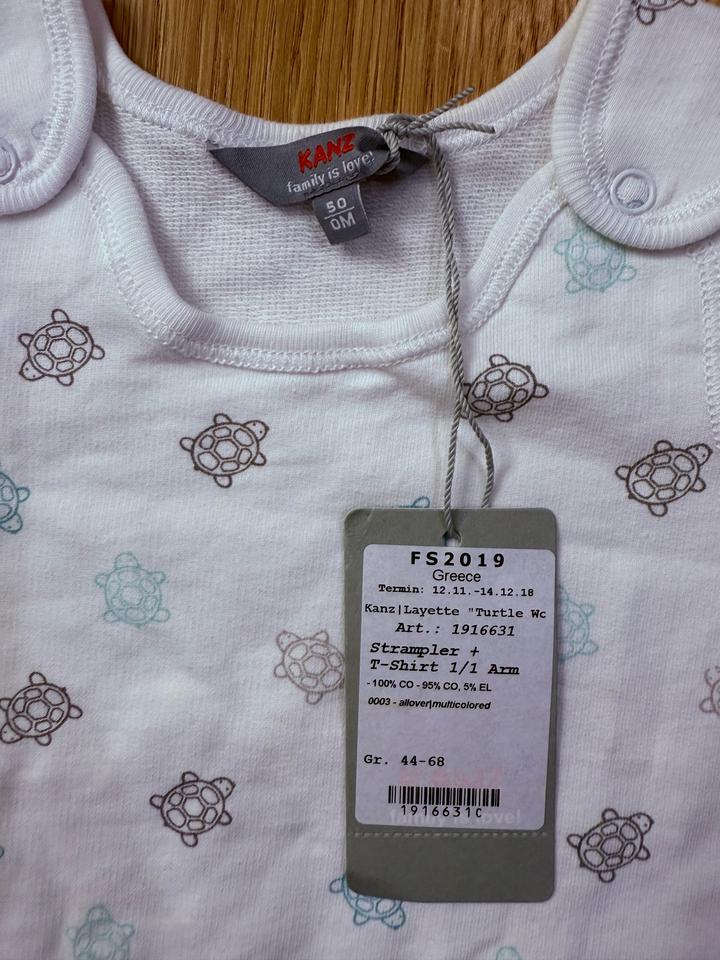 KANZ
family is love!
50
0M
FS2019
Greece
Termin: 12.11.-14.12.18
Kanz|Layette "Turtle Wc
Art.: 1916631
Strampler +
T-Shirt 1/1 Arm
- 100% CO - 95% CO, 5% EL
0003 - allover|multicolored
Gr. 44-68
1916631